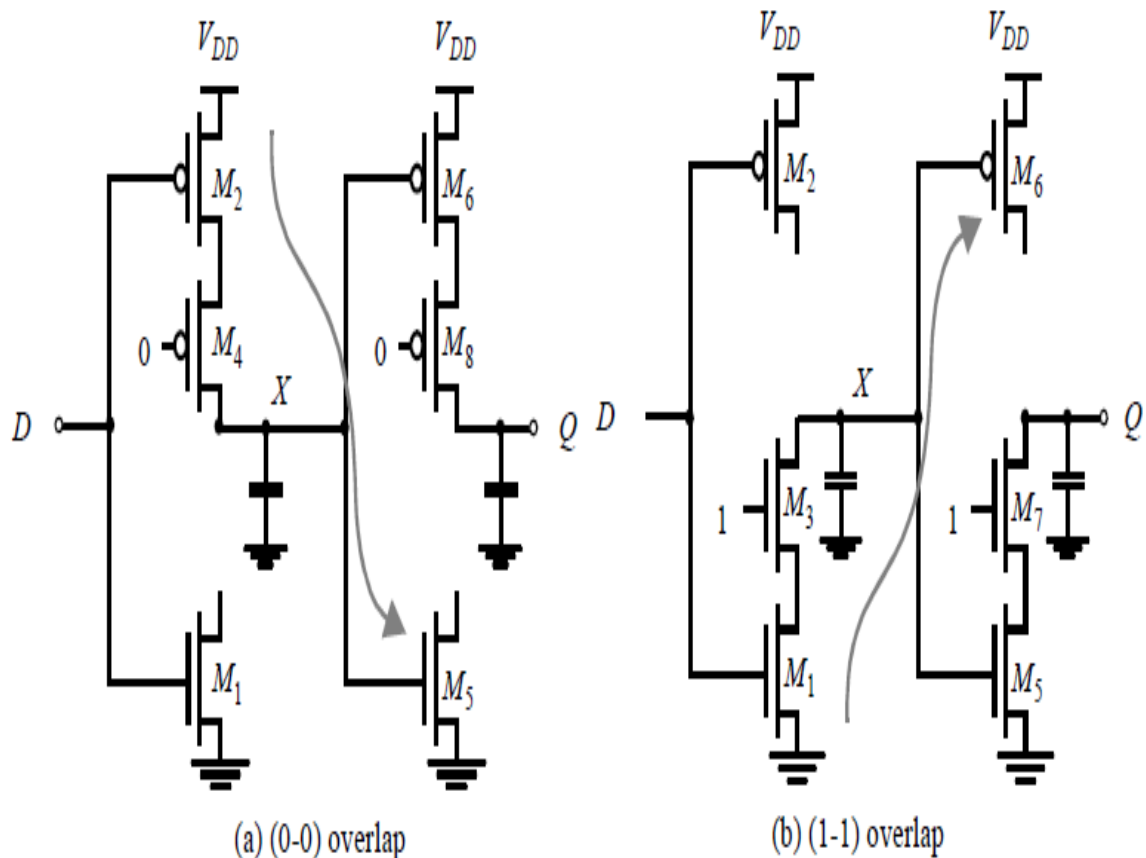 V_DD V_DD
M_2 M_6
0 M_4 0 M_8
X
D Q
M_1 M_5
(a) (0-0) overlap
V_DD V_DD
M_2 M_6
X
D Q
1 M_3 1 M_7
M_1 M_5
(b) (1-1) overlap